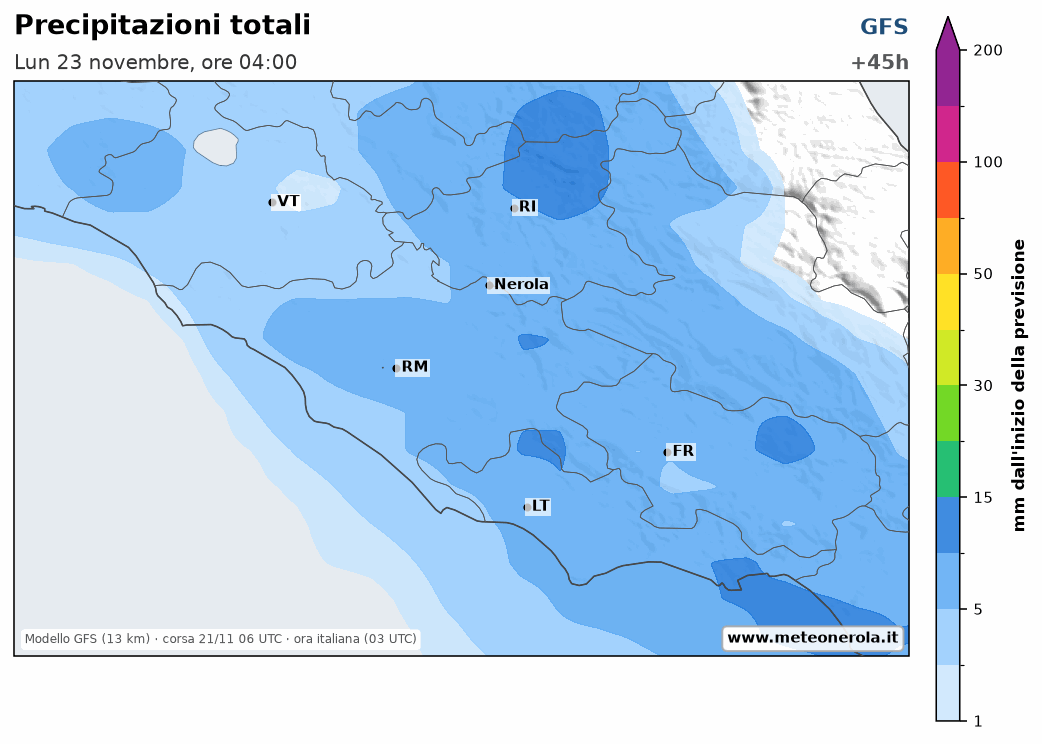 Precipitazioni totali
GFS
Lun 23 novembre, ore 04:00
+45h
200
100
50
30
15
5
1
mm dall'inizio della previsione
VT
RI
Nerola
RM
FR
LT
Modello GFS (13 km) · corsa 21/11 06 UTC · ora italiana (03 UTC)
www.meteonerola.it